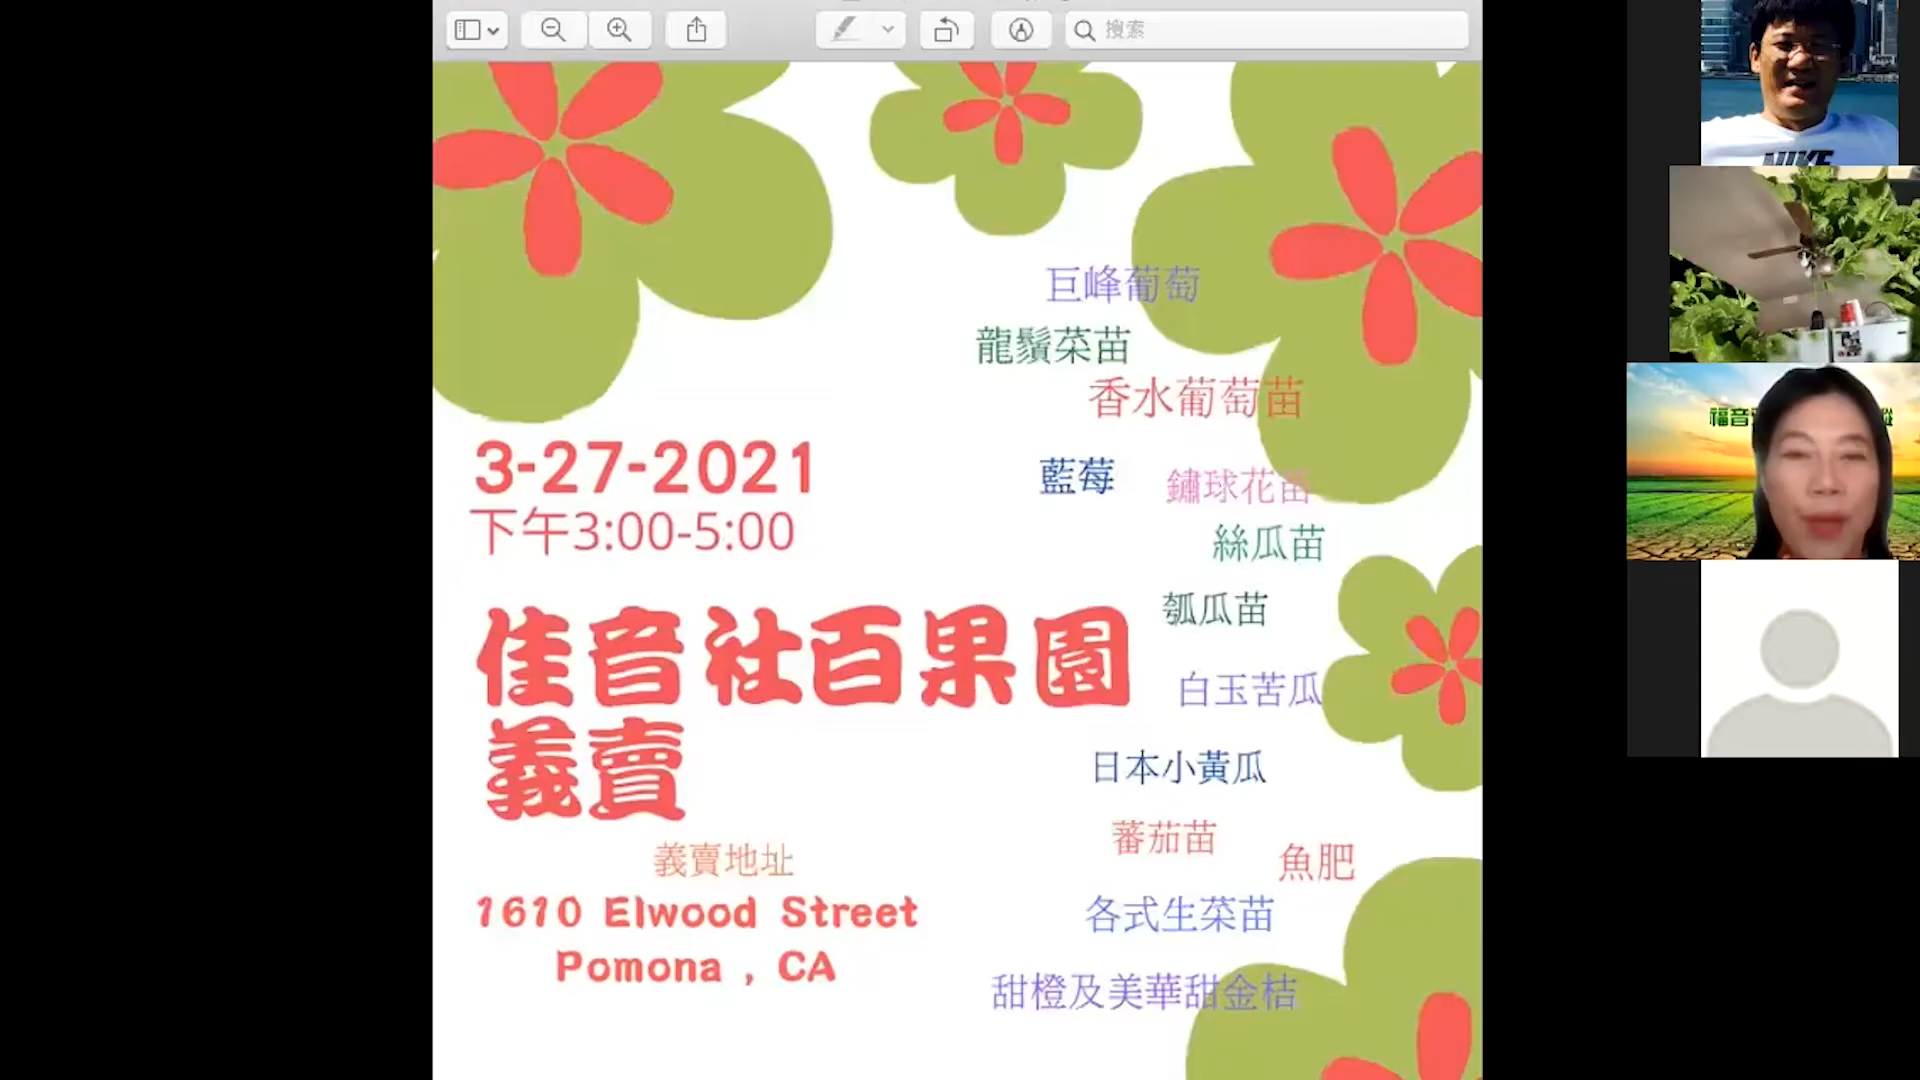 搜索
NIKE
巨峰葡萄
龍鬚菜苗
香水葡萄苗
3-27-2021
藍莓
鏽球花苗
下午3:00-5:00
絲瓜苗
瓠瓜苗
佳音社百果園
義賣
白玉苦瓜
日本小黃瓜
蕃茄苗
義賣地址
魚肥
1610 Elwood Street
各式生菜苗
Pomona , CA
甜橙及美華甜金桔
福音